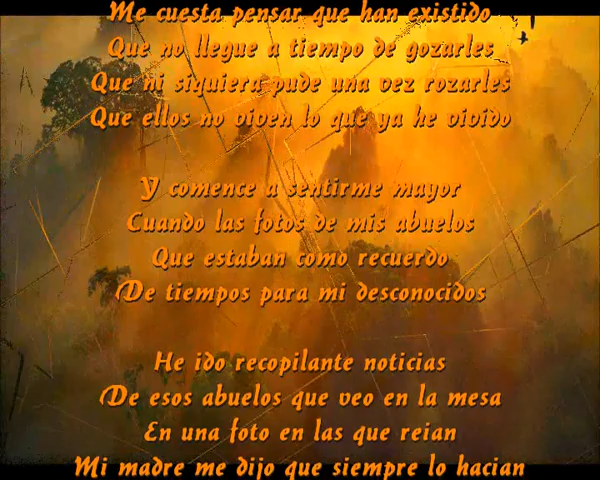 Me cuesta pensar que han existido
Que no llegue a tiempo de gozarles
Que ni siquiera pude una vez rozarles
Que ellos no viven lo que ya he vivido
Y comence a sentirme mayor
Cuando las fotos de mis abuelos
Que estaban como recuerdo
De tiempos para mi desconocidos
He ido recopilante noticias
De esos abuelos que veo en la mesa
En una foto en las que reian
Mi madre me dijo que siempre lo hacian